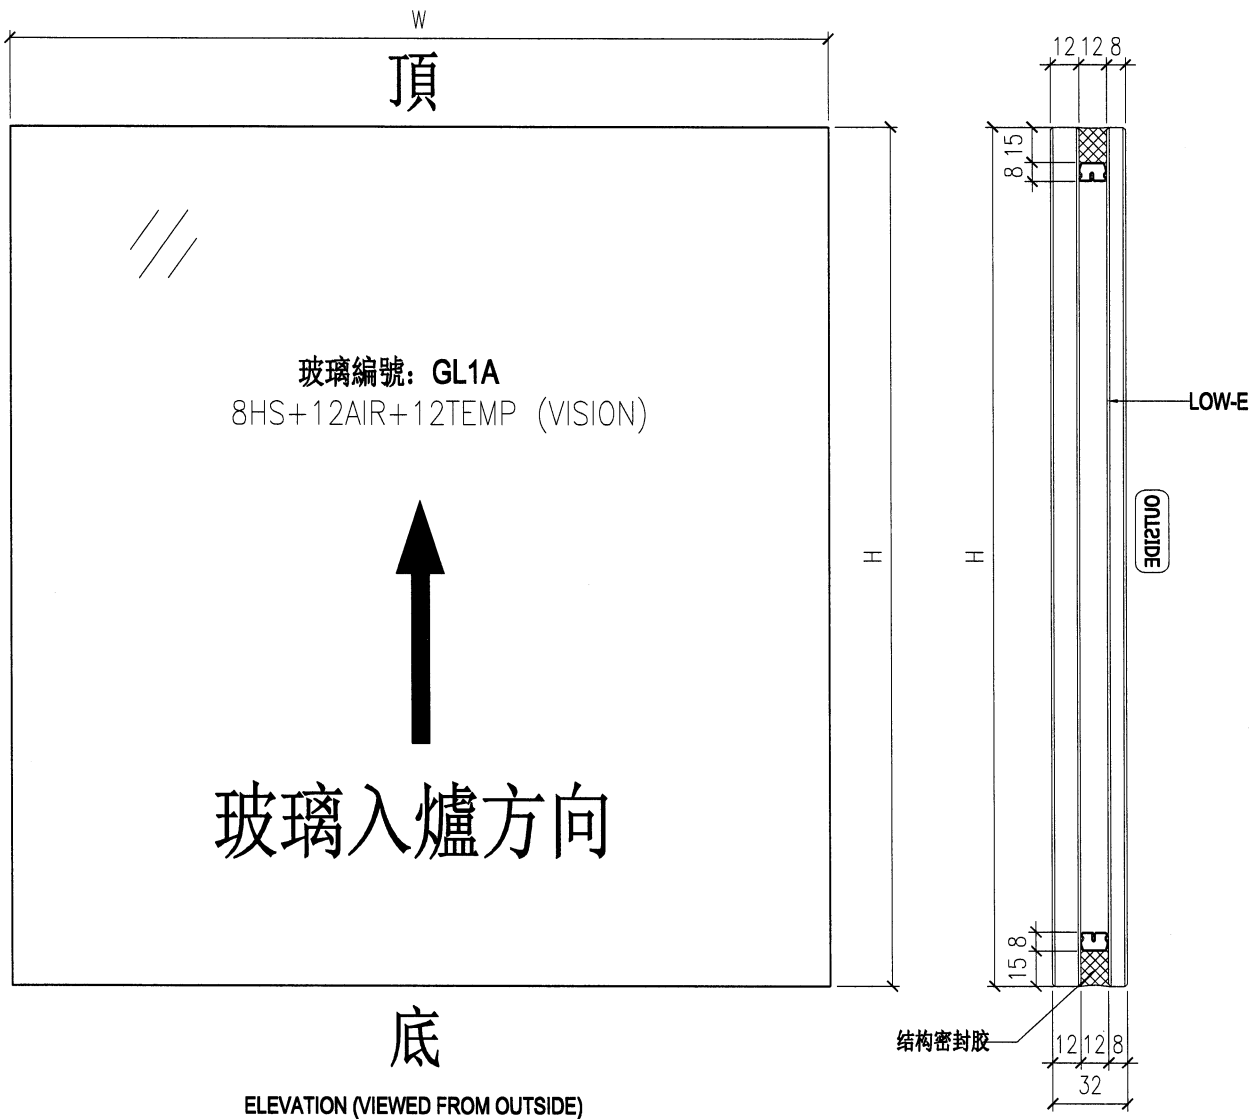 W
頂
玻璃編號：GL1A
8HS+12AIR+12TEMP (VISION)
玻璃入爐方向
底
ELEVATION (VIEWED FROM OUTSIDE)
H
12 12 8
15
8
H
LOW-E
OUTSIDE
8
15
结构密封胶
12 12 8
32